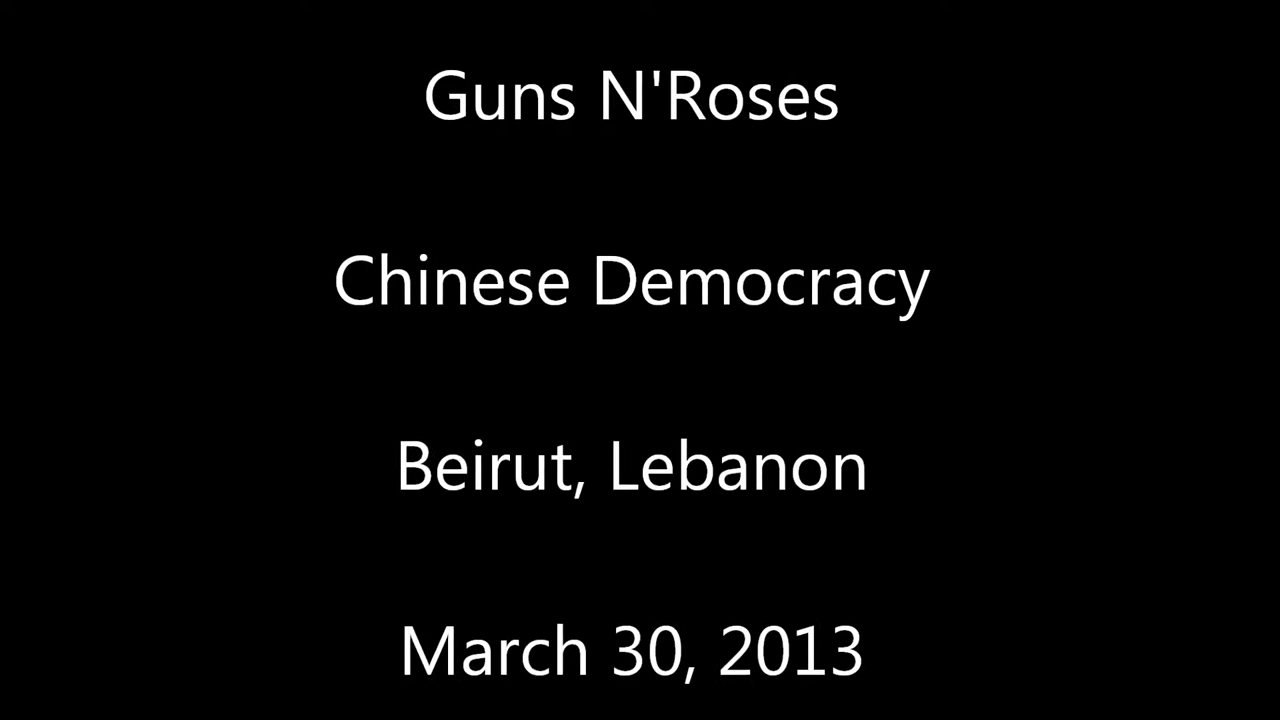 Guns N'Roses
Chinese Democracy
Beirut, Lebanon
March 30, 2013